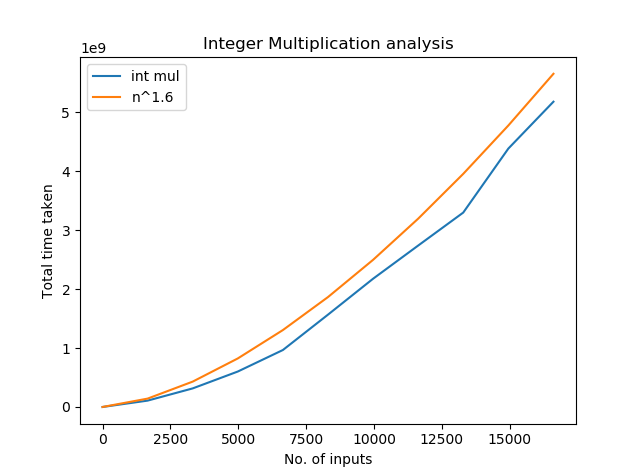 Integer Multiplication analysis
1e9
int mul
n^1.6
5
4
3
2
1
0
Total time taken
0 2500 5000 7500 10000 12500 15000
No. of inputs